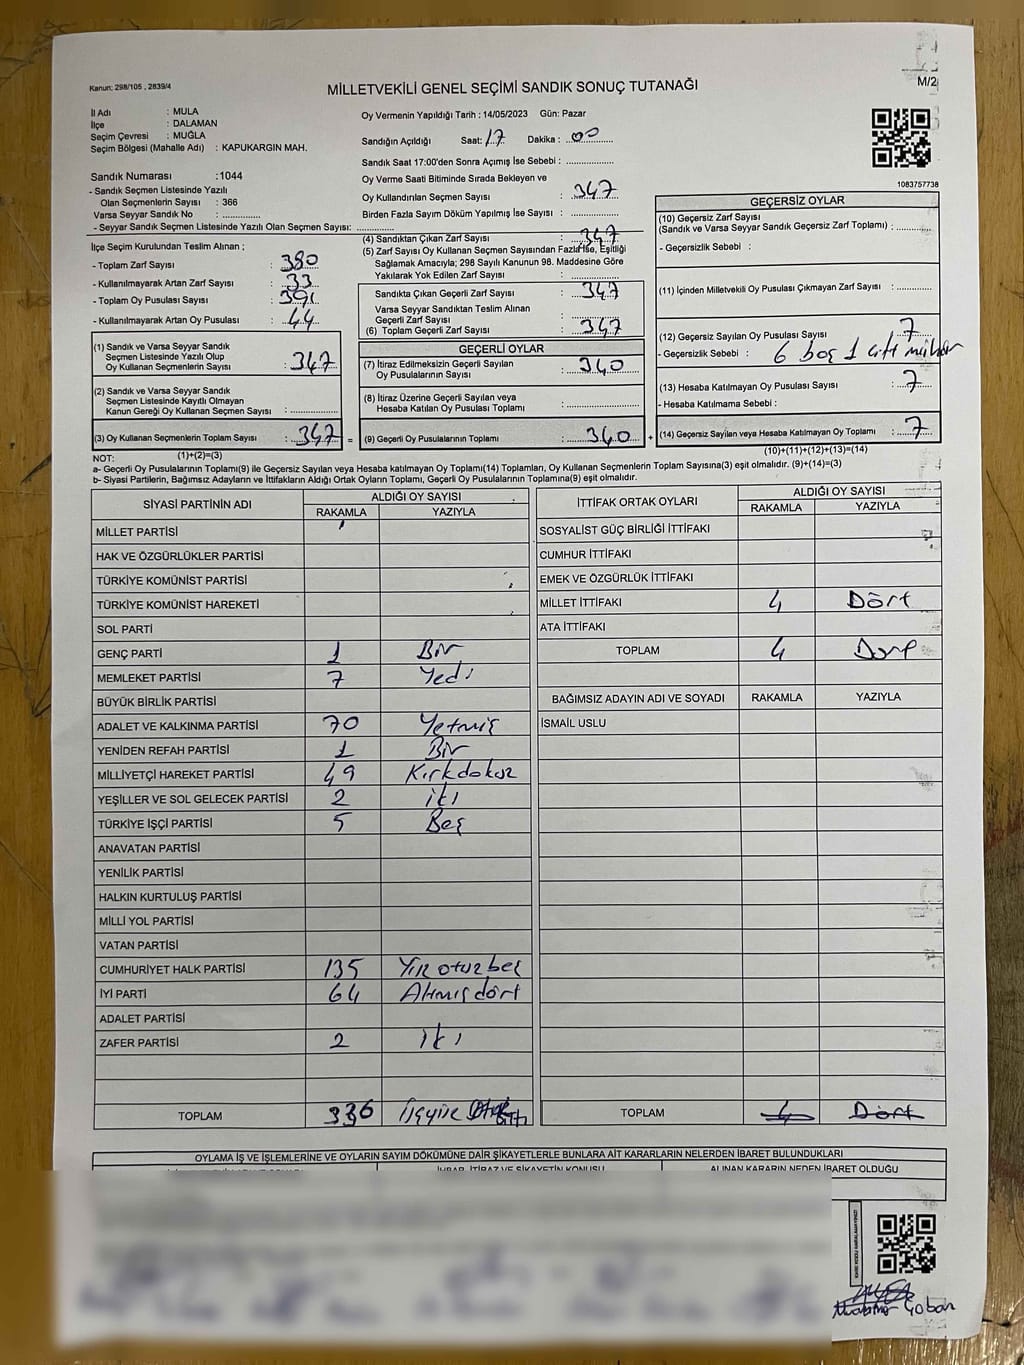 Kanun: 298/105 , 2839/4
MİLLETVEKİLİ GENEL SEÇİMİ SANDIK SONUÇ TUTANAĞI
M/2
İl Adı : MULA
İlçe : DALAMAN
Seçim Çevresi : MUĞLA
Seçim Bölgesi (Mahalle Adı) : KAPUKARGIN MAH.
Sandık Numarası :1044
- Sandık Seçmen Listesinde Yazılı
Olan Seçmenlerin Sayısı : 366
Varsa Seyyar Sandık No : ..............
- Seyyar Sandık Seçmen Listesinde Yazılı Olan Seçmen Sayısı: ..............
Oy Vermenin Yapıldığı Tarih : 14/05/2023 Gün: Pazar
Sandığın Açıldığı Saat: 17 Dakika : 00
Sandık Saat 17:00'den Sonra Açımış İse Sebebi : ..............
Oy Verme Saati Bitiminde Sırada Bekleyen ve
Oy Kullandırılan Seçmen Sayısı : 347
Birden Fazla Sayım Döküm Yapılmış İse Sayısı : ..............
1083757738
İlçe Seçim Kurulundan Teslim Alınan ;
- Toplam Zarf Sayısı : 380
- Kullanılmayarak Artan Zarf Sayısı : 33
- Toplam Oy Pusulası Sayısı : 391
- Kullanılmayarak Artan Oy Pusulası : 44
(4) Sandıktan Çıkan Zarf Sayısı : 347
(5) Zarf Sayısı Oy Kullanan Seçmen Sayısından Fazla İse, Eşitliği
Sağlamak Amacıyla; 298 Sayılı Kanunun 98. Maddesine Göre
Yakılarak Yok Edilen Zarf Sayısı : ..............
Sandıkta Çıkan Geçerli Zarf Sayısı : 347
Varsa Seyyar Sandıktan Teslim Alınan
Geçerli Zarf Sayısı : ..............
(6) Toplam Geçerli Zarf Sayısı : 347
GEÇERSİZ OYLAR
(10) Geçersiz Zarf Sayısı
(Sandık ve Varsa Seyyar Sandık Geçersiz Zarf Toplamı) : ..............
- Geçersizlik Sebebi :
(11) İçinden Milletvekili Oy Pusulası Çıkmayan Zarf Sayısı : ..............
(12) Geçersiz Sayılan Oy Pusulası Sayısı : 7
- Geçersizlik Sebebi : 6 boş 1 çift mühür
(13) Hesaba Katılmayan Oy Pusulası Sayısı : 7
- Hesaba Katılmama Sebebi :
(14) Geçersiz Sayılan veya Hesaba Katılmayan Oy Toplamı : 7
(10)+(11)+(12)+(13)=(14)
(1) Sandık ve Varsa Seyyar Sandık
Seçmen Listesinde Yazılı Olup
Oy Kullanan Seçmenlerin Sayısı : 347
(2) Sandık ve Varsa Seyyar Sandık
Seçmen Listesinde Kayıtlı Olmayan
Kanun Gereği Oy Kullanan Seçmen Sayısı : ..............
(3) Oy Kullanan Seçmenlerin Toplam Sayısı : 347 =
(1)+(2)=(3)
GEÇERLİ OYLAR
(7) İtiraz Edilmeksizin Geçerli Sayılan
Oy Pusulalarının Sayısı : 340
(8) İtiraz Üzerine Geçerli Sayılan veya
Hesaba Katılan Oy Pusulası Toplamı : ..............
(9) Geçerli Oy Pusulalarının Toplamı : 340 +
NOT:
a- Geçerli Oy Pusulalarının Toplamı(9) ile Geçersiz Sayılan veya Hesaba katılmayan Oy Toplamı(14) Toplamları, Oy Kullanan Seçmenlerin Toplam Sayısına(3) eşit olmalıdır. (9)+(14)=(3)
b- Siyasi Partilerin, Bağımsız Adayların ve İttifakların Aldığı Ortak Oyların Toplamı, Geçerli Oy Pusulalarının Toplamına(9) eşit olmalıdır.
SİYASİ PARTİNİN ADI ALDIĞI OY SAYISI
RAKAMLA YAZIYLA
MİLLET PARTİSİ
HAK VE ÖZGÜRLÜKLER PARTİSİ
TÜRKİYE KOMÜNİST PARTİSİ
TÜRKİYE KOMÜNİST HAREKETİ
SOL PARTİ
GENÇ PARTİ 1 Bir
MEMLEKET PARTİSİ 7 Yedi
BÜYÜK BİRLİK PARTİSİ
ADALET VE KALKINMA PARTİSİ 70 Yetmiş
YENİDEN REFAH PARTİSİ 1 Bir
MİLLİYETÇİ HAREKET PARTİSİ 49 Kırkdokuz
YEŞİLLER VE SOL GELECEK PARTİSİ 2 iki
TÜRKİYE İŞÇİ PARTİSİ 5 Beş
ANAVATAN PARTİSİ
YENİLİK PARTİSİ
HALKIN KURTULUŞ PARTİSİ
MİLLİ YOL PARTİSİ
VATAN PARTİSİ
CUMHURİYET HALK PARTİSİ 135 Yüz otuzbeş
İYİ PARTİ 64 Atmışdört
ADALET PARTİSİ
ZAFER PARTİSİ 2 iki
TOPLAM 336
İTTİFAK ORTAK OYLARI ALDIĞI OY SAYISI
RAKAMLA YAZIYLA
SOSYALİST GÜÇ BİRLİĞİ İTTİFAKI
CUMHUR İTTİFAKI
EMEK VE ÖZGÜRLÜK İTTİFAKI
MİLLET İTTİFAKI 4 Dört
ATA İTTİFAKI
TOPLAM 4 Dört
BAĞIMSIZ ADAYIN ADI VE SOYADI RAKAMLA YAZIYLA
İSMAİL USLU
TOPLAM 4 Dört
OYLAMA İŞ VE İŞLEMLERİNE VE OYLARIN SAYIM DÖKÜMÜNE DAİR ŞİKAYETLERLE BUNLARA AİT KARARLARIN NELERDEN İBARET BULUNDUKLARI
İHBAR, İTİRAZ VE ŞİKAYETİN KONUSU ALINAN KARARIN NEDEN İBARET OLDUĞU
Çoban